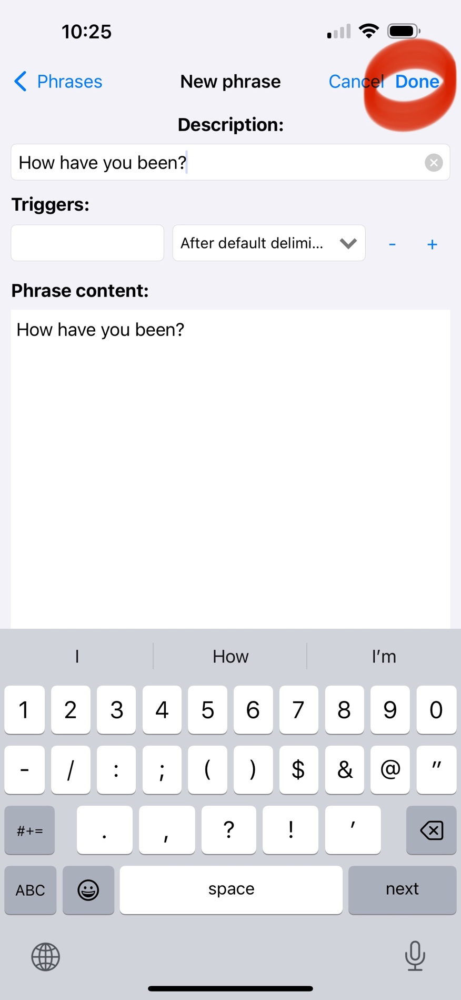 10:25
Phrases New phrase Cancel Done
Description:
How have you been?
Triggers:
After default delimi... - +
Phrase content:
How have you been?
I How I'm
1 2 3 4 5 6 7 8 9 0
- / : ; ( ) $ & @ "
#+= . , ? ! '
ABC space next